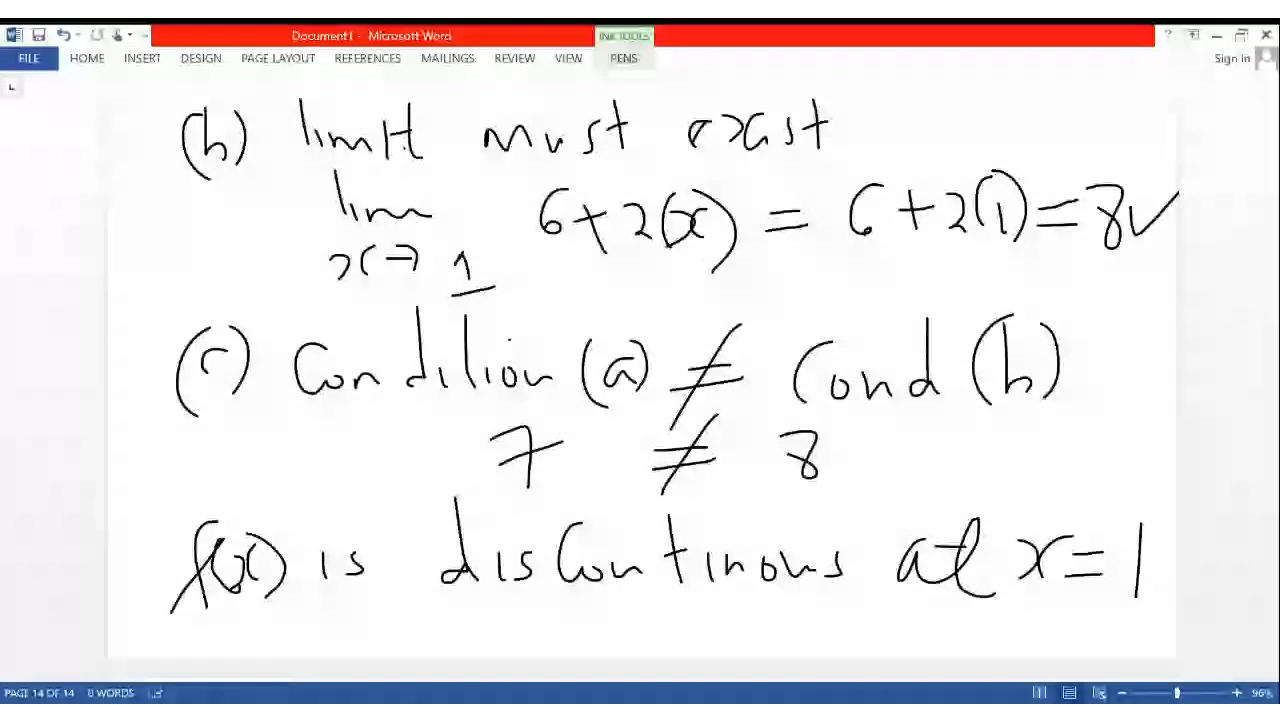 Document1 - Microsoft Word
INK TOOLS
? Sign in
FILE HOME INSERT DESIGN PAGE LAYOUT REFERENCES MAILINGS REVIEW VIEW PENS
(b) limit must exist
lim 6+2(x) = 6+2(1)=8✓
x→1
(c) Condition (a) ≠ Cond (b)
7 ≠ 8
f(x) is discontinous at x=1
PAGE 14 OF 14 0 WORDS 96%